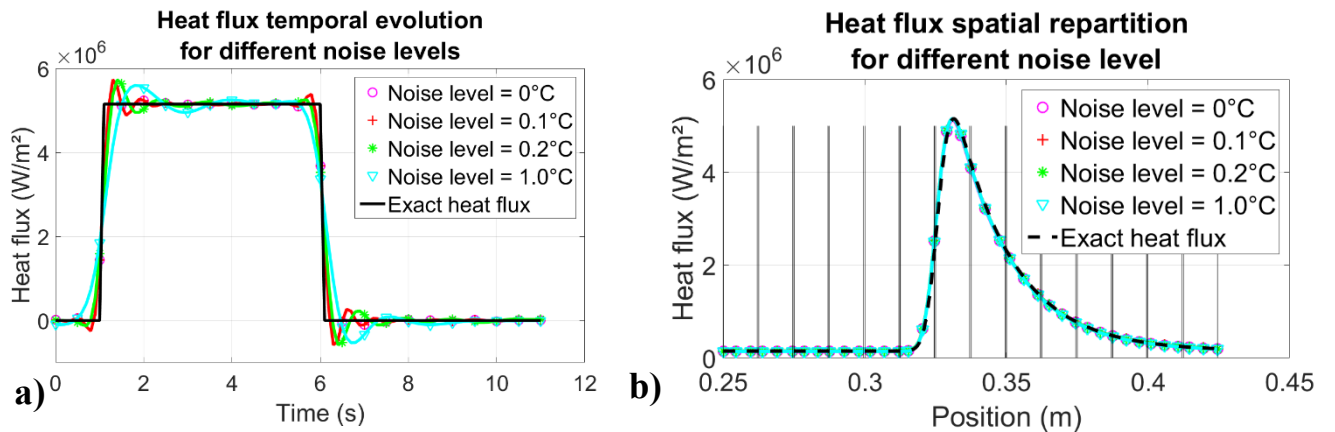 Heat flux temporal evolution
for different noise levels
×10⁶
6
4
2
0
Heat flux (W/m²)
Noise level = 0°C
Noise level = 0.1°C
Noise level = 0.2°C
Noise level = 1.0°C
Exact heat flux
0 2 4 6 8 10 12
Time (s)
a)
Heat flux spatial repartition
for different noise level
×10⁶
6
4
2
0
Heat flux (W/m²)
Noise level = 0°C
Noise level = 0.1°C
Noise level = 0.2°C
Noise level = 1.0°C
Exact heat flux
0.25 0.3 0.35 0.4 0.45
Position (m)
b)